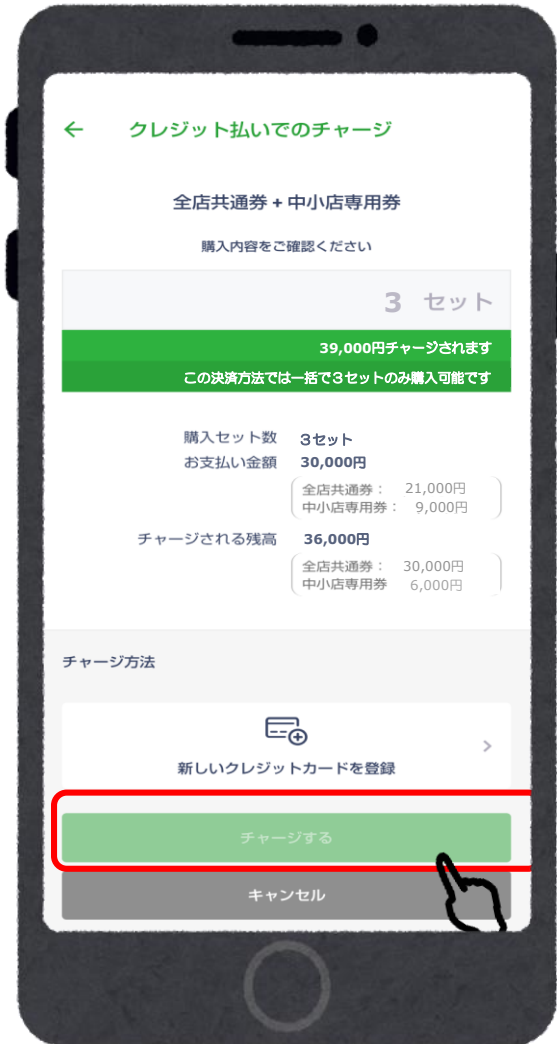 ← クレジット払いでのチャージ
全店共通券 + 中小店専用券
購入内容をご確認ください
3 セット
39,000円チャージされます
この決済方法では一括で3セットのみ購入可能です
購入セット数 3セット
お支払い金額 30,000円
全店共通券： 21,000円
中小店専用券： 9,000円
チャージされる残高 36,000円
全店共通券： 30,000円
中小店専用券 6,000円
チャージ方法
新しいクレジットカードを登録
チャージする
キャンセル